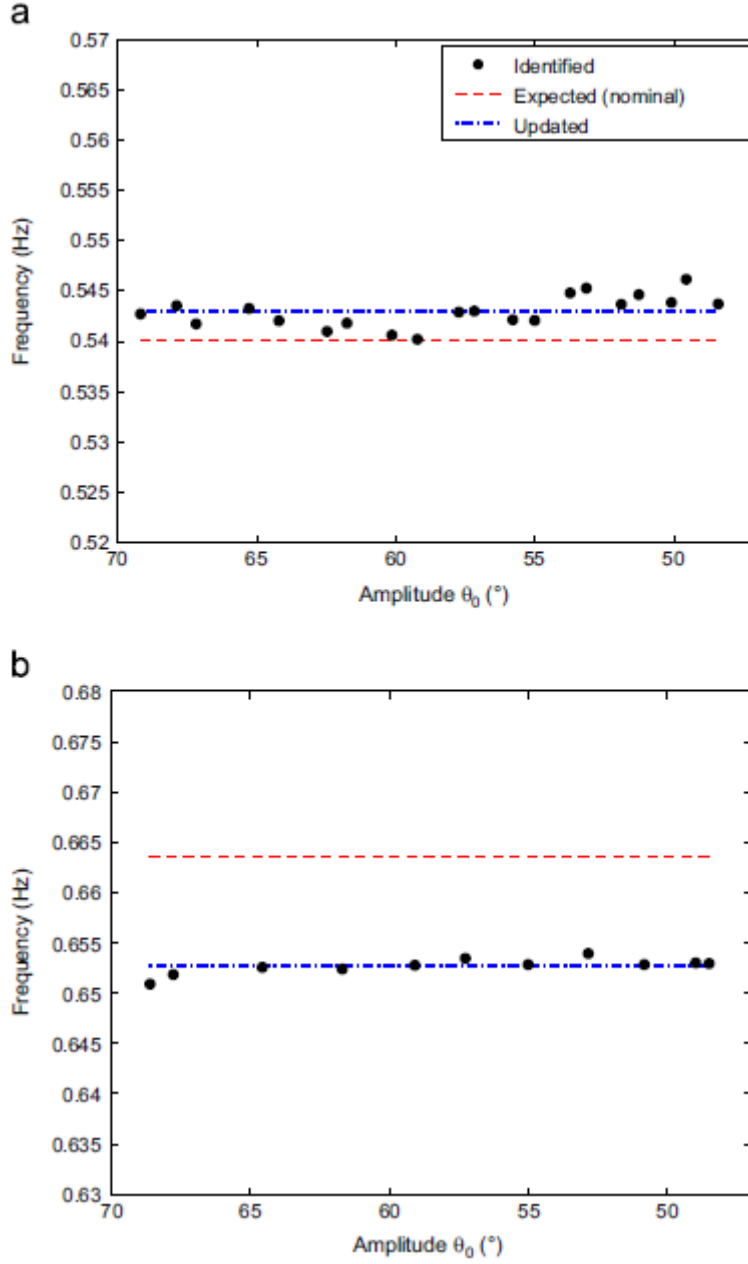 a
0.57
0.565
0.56
0.555
0.55
0.545
0.54
0.535
0.53
0.525
0.52
Frequency (Hz)
Identified
Expected (nominal)
Updated
70 65 60 55 50
Amplitude θ₀ (°)
b
0.68
0.675
0.67
0.665
0.66
0.655
0.65
0.645
0.64
0.635
0.63
Frequency (Hz)
70 65 60 55 50
Amplitude θ₀ (°)